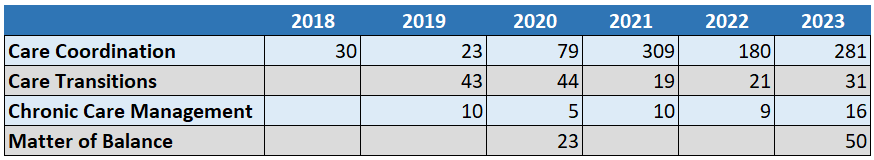 2018 2019 2020 2021 2022 2023
Care Coordination 30 23 79 309 180 281
Care Transitions 43 44 19 21 31
Chronic Care Management 10 5 10 9 16
Matter of Balance 23 50